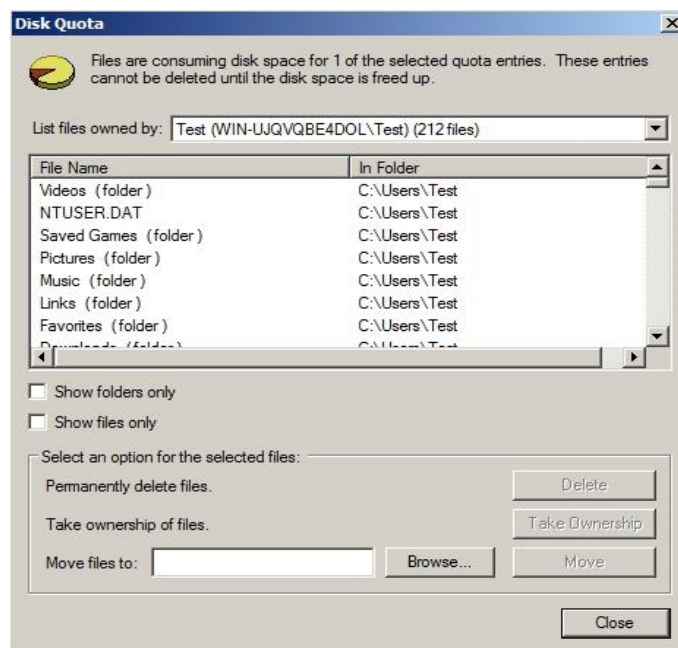 Disk Quota
Files are consuming disk space for 1 of the selected quota entries. These entries
cannot be deleted until the disk space is freed up.
List files owned by: Test (WIN-UJQVQBE4DOL\Test) (212 files)
File Name In Folder
Videos (folder) C:\Users\Test
NTUSER.DAT C:\Users\Test
Saved Games (folder) C:\Users\Test
Pictures (folder) C:\Users\Test
Music (folder) C:\Users\Test
Links (folder) C:\Users\Test
Favorites (folder) C:\Users\Test
Downloads (folder) C:\Users\Test
Show folders only
Show files only
Select an option for the selected files:
Permanently delete files. Delete
Take ownership of files. Take Ownership
Move files to: Browse... Move
Close